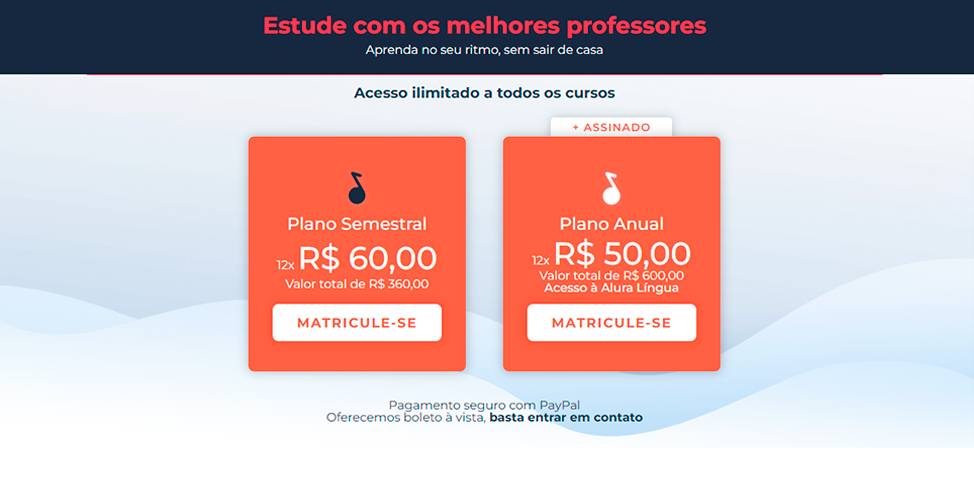 Estude com os melhores professores
Aprenda no seu ritmo, sem sair de casa
Acesso ilimitado a todos os cursos
Plano Semestral
12x R$ 60,00
Valor total de R$ 360,00
MATRICULE-SE
+ ASSINADO
Plano Anual
12x R$ 50,00
Valor total de R$ 600,00
Acesso à Alura Língua
MATRICULE-SE
Pagamento seguro com PayPal
Oferecemos boleto à vista, basta entrar em contato